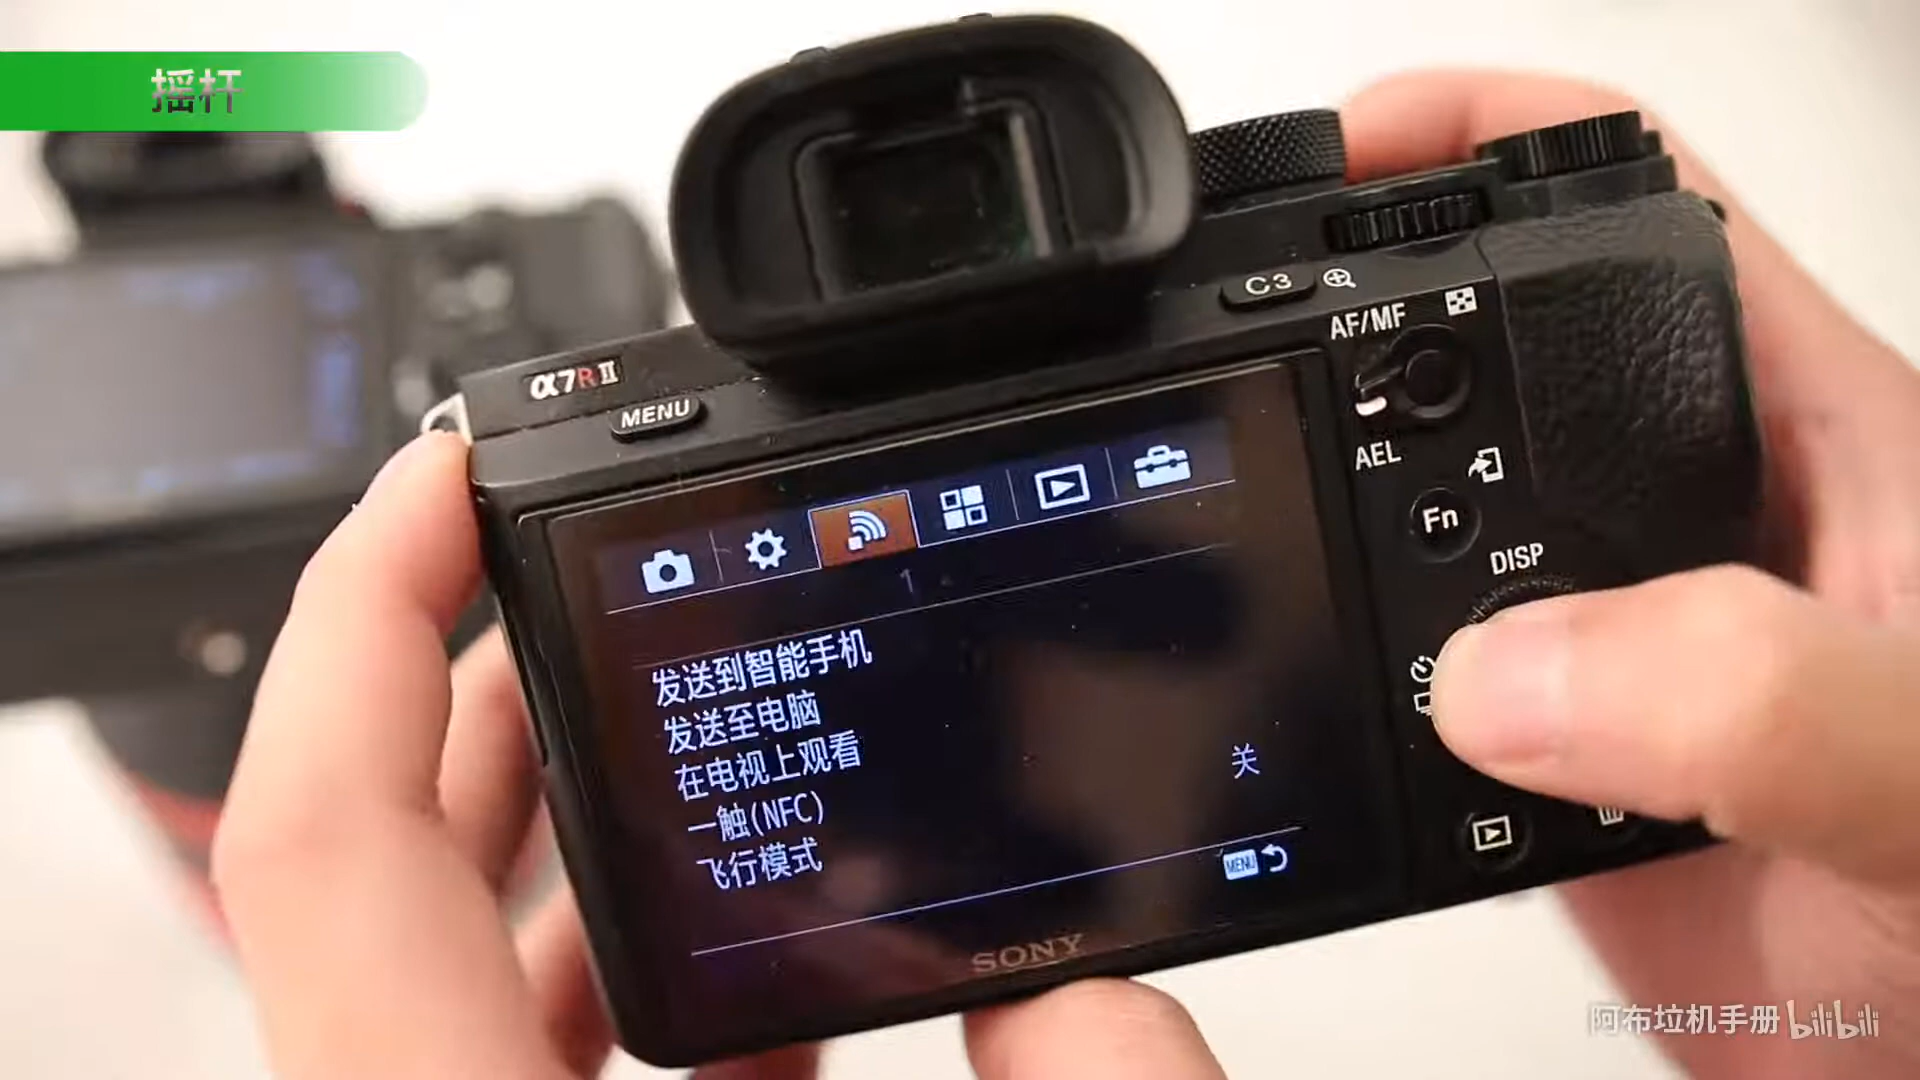 摇杆
C3
AF/MF
α7RII
MENU
AEL
Fn
DISP
1
发送到智能手机
发送至电脑
在电视上观看
一触(NFC)
关
飞行模式
MENU
SONY
阿布垃机手册 bilibili